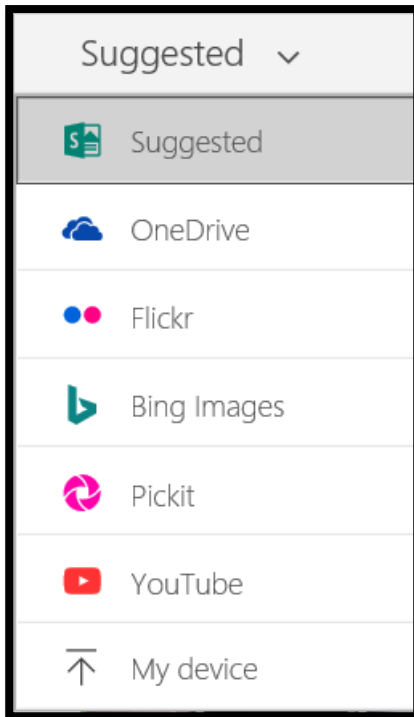 Suggested
Suggested
OneDrive
Flickr
Bing Images
Pickit
YouTube
My device